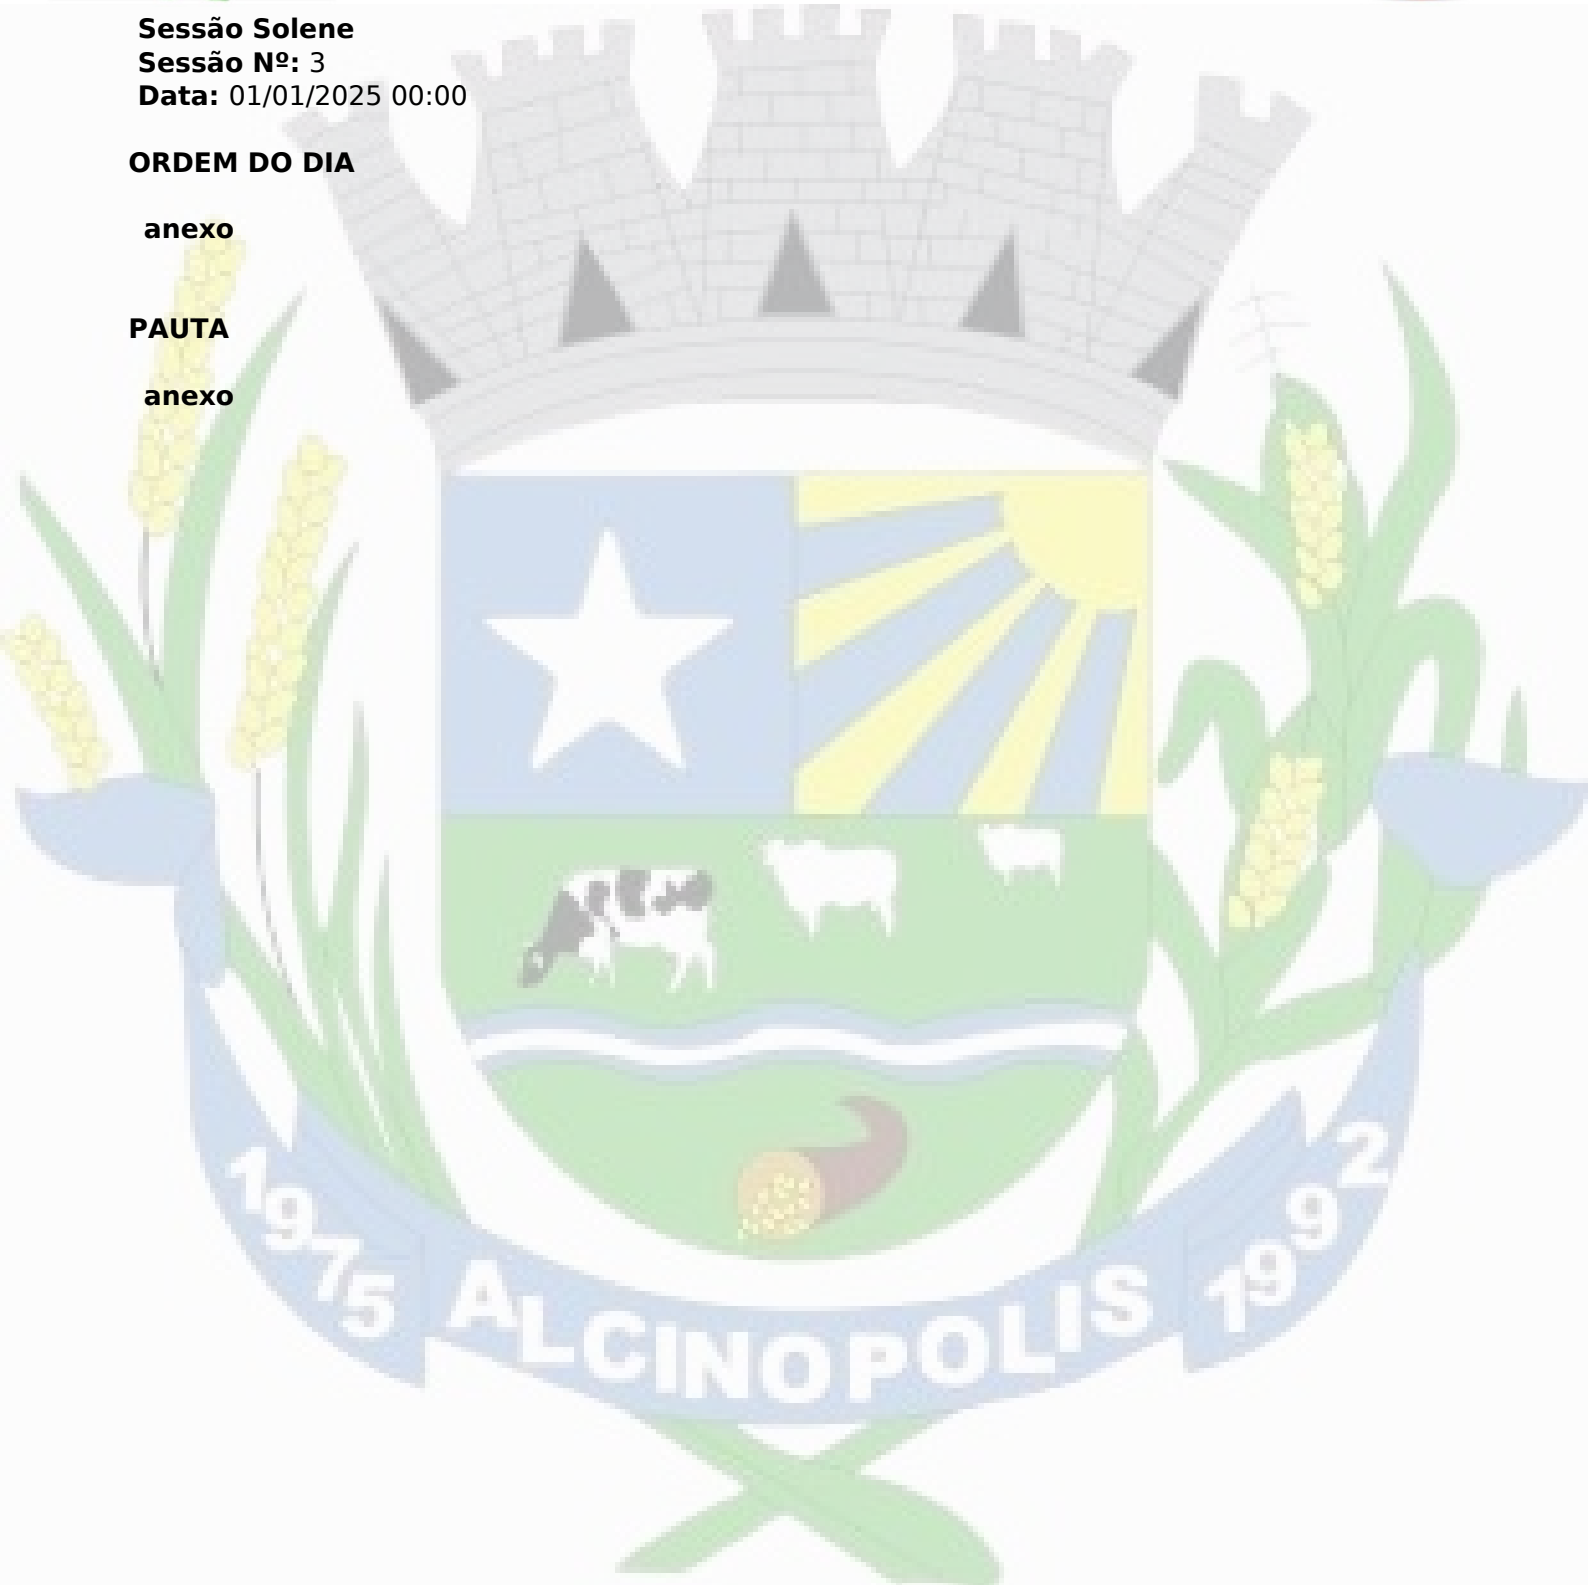 Sessão Solene
Sessão Nº: 3
Data: 01/01/2025 00:00
ORDEM DO DIA
anexo
PAUTA
anexo
1975 ALCINOPOLIS 1992